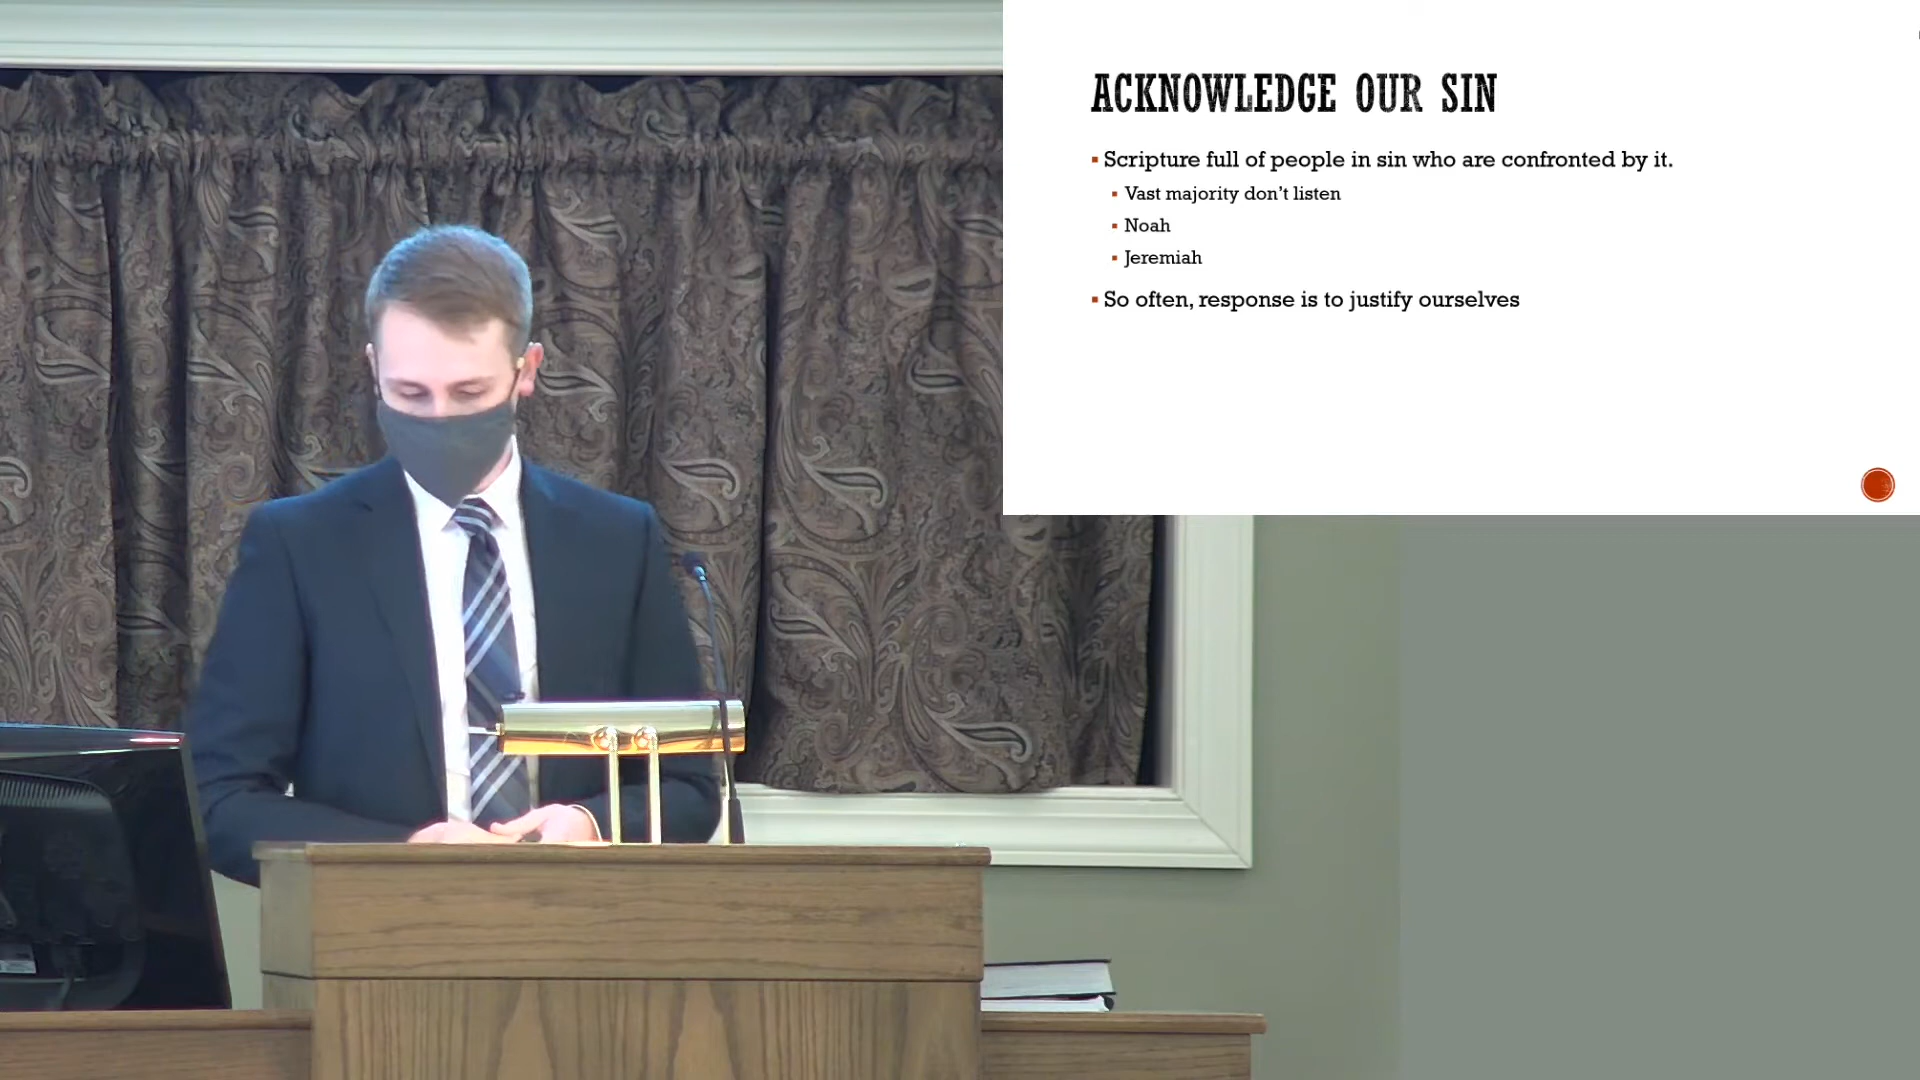 ACKNOWLEDGE OUR SIN
Scripture full of people in sin who are confronted by it.
Vast majority don't listen
Noah
Jeremiah
So often, response is to justify ourselves